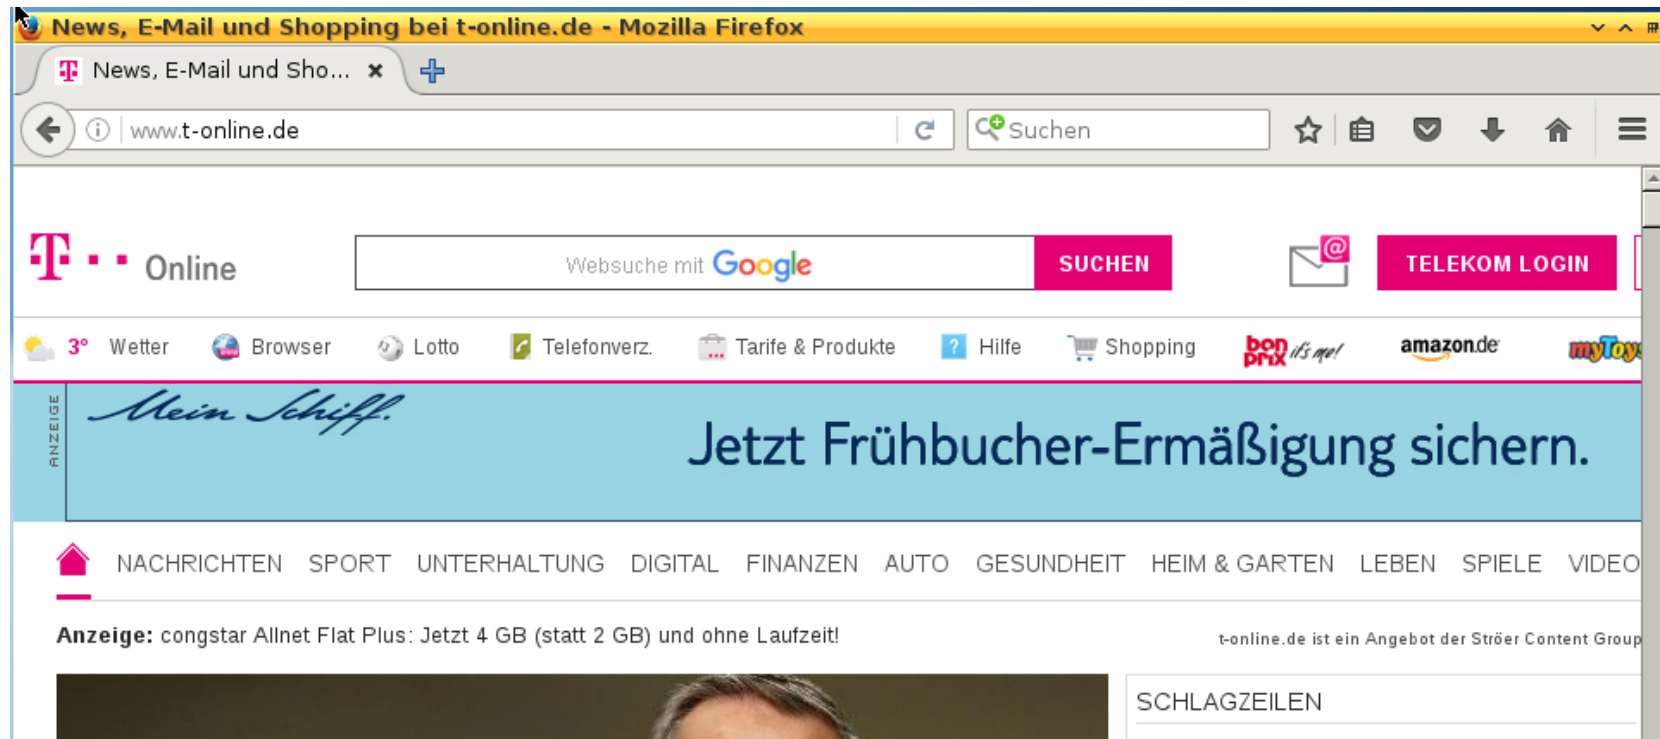 News, E-Mail und Shopping bei t-online.de - Mozilla Firefox
News, E-Mail und Sho...
www.t-online.de
Suchen
T Online
Websuche mit Google
SUCHEN
@
TELEKOM LOGIN
3° Wetter Browser Lotto Telefonverz. Tarife & Produkte ? Hilfe Shopping bon prix it's me! amazon.de myToys
ANZEIGE
Mein Schiff.
Jetzt Frühbucher-Ermäßigung sichern.
NACHRICHTEN SPORT UNTERHALTUNG DIGITAL FINANZEN AUTO GESUNDHEIT HEIM & GARTEN LEBEN SPIELE VIDEO
Anzeige: congstar Allnet Flat Plus: Jetzt 4 GB (statt 2 GB) und ohne Laufzeit!
t-online.de ist ein Angebot der Ströer Content Group
SCHLAGZEILEN